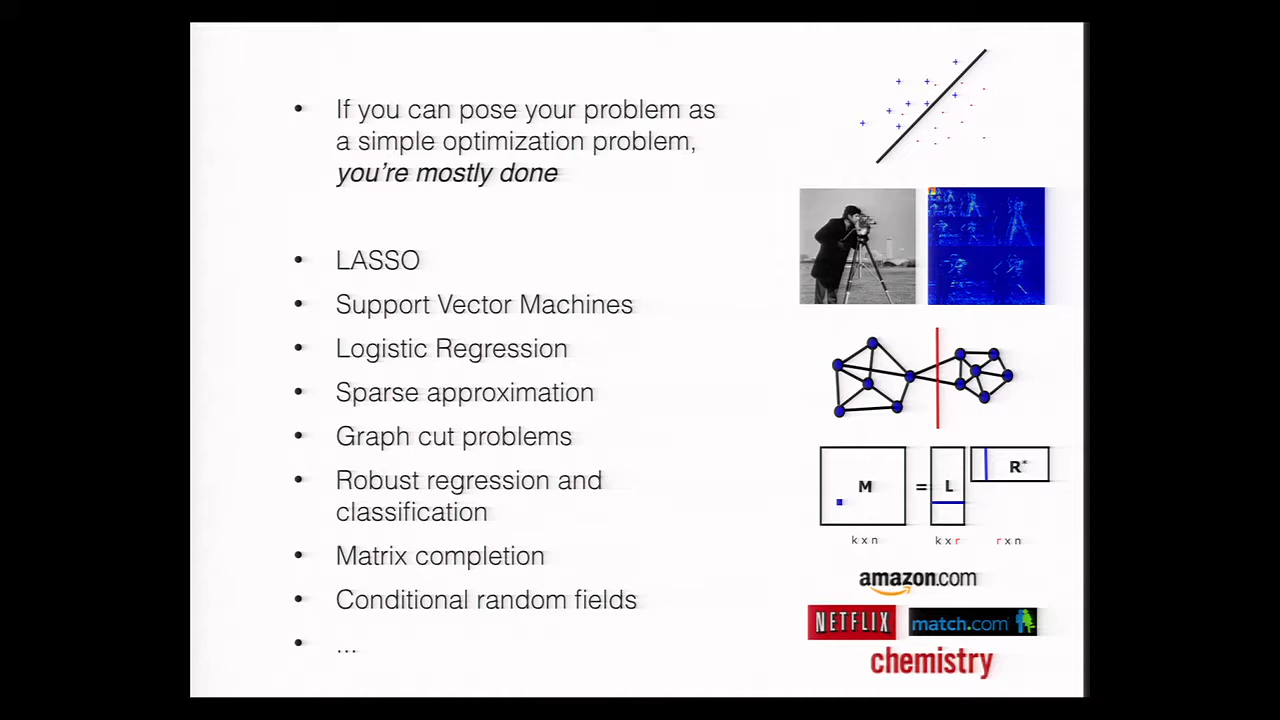 • If you can pose your problem as
a simple optimization problem,
you're mostly done
• LASSO
• Support Vector Machines
• Logistic Regression
• Sparse approximation
• Graph cut problems
• Robust regression and
classification
• Matrix completion
• Conditional random fields
• ...
M = L R*
k x n k x r r x n
amazon.com
NETFLIX match.com
chemistry